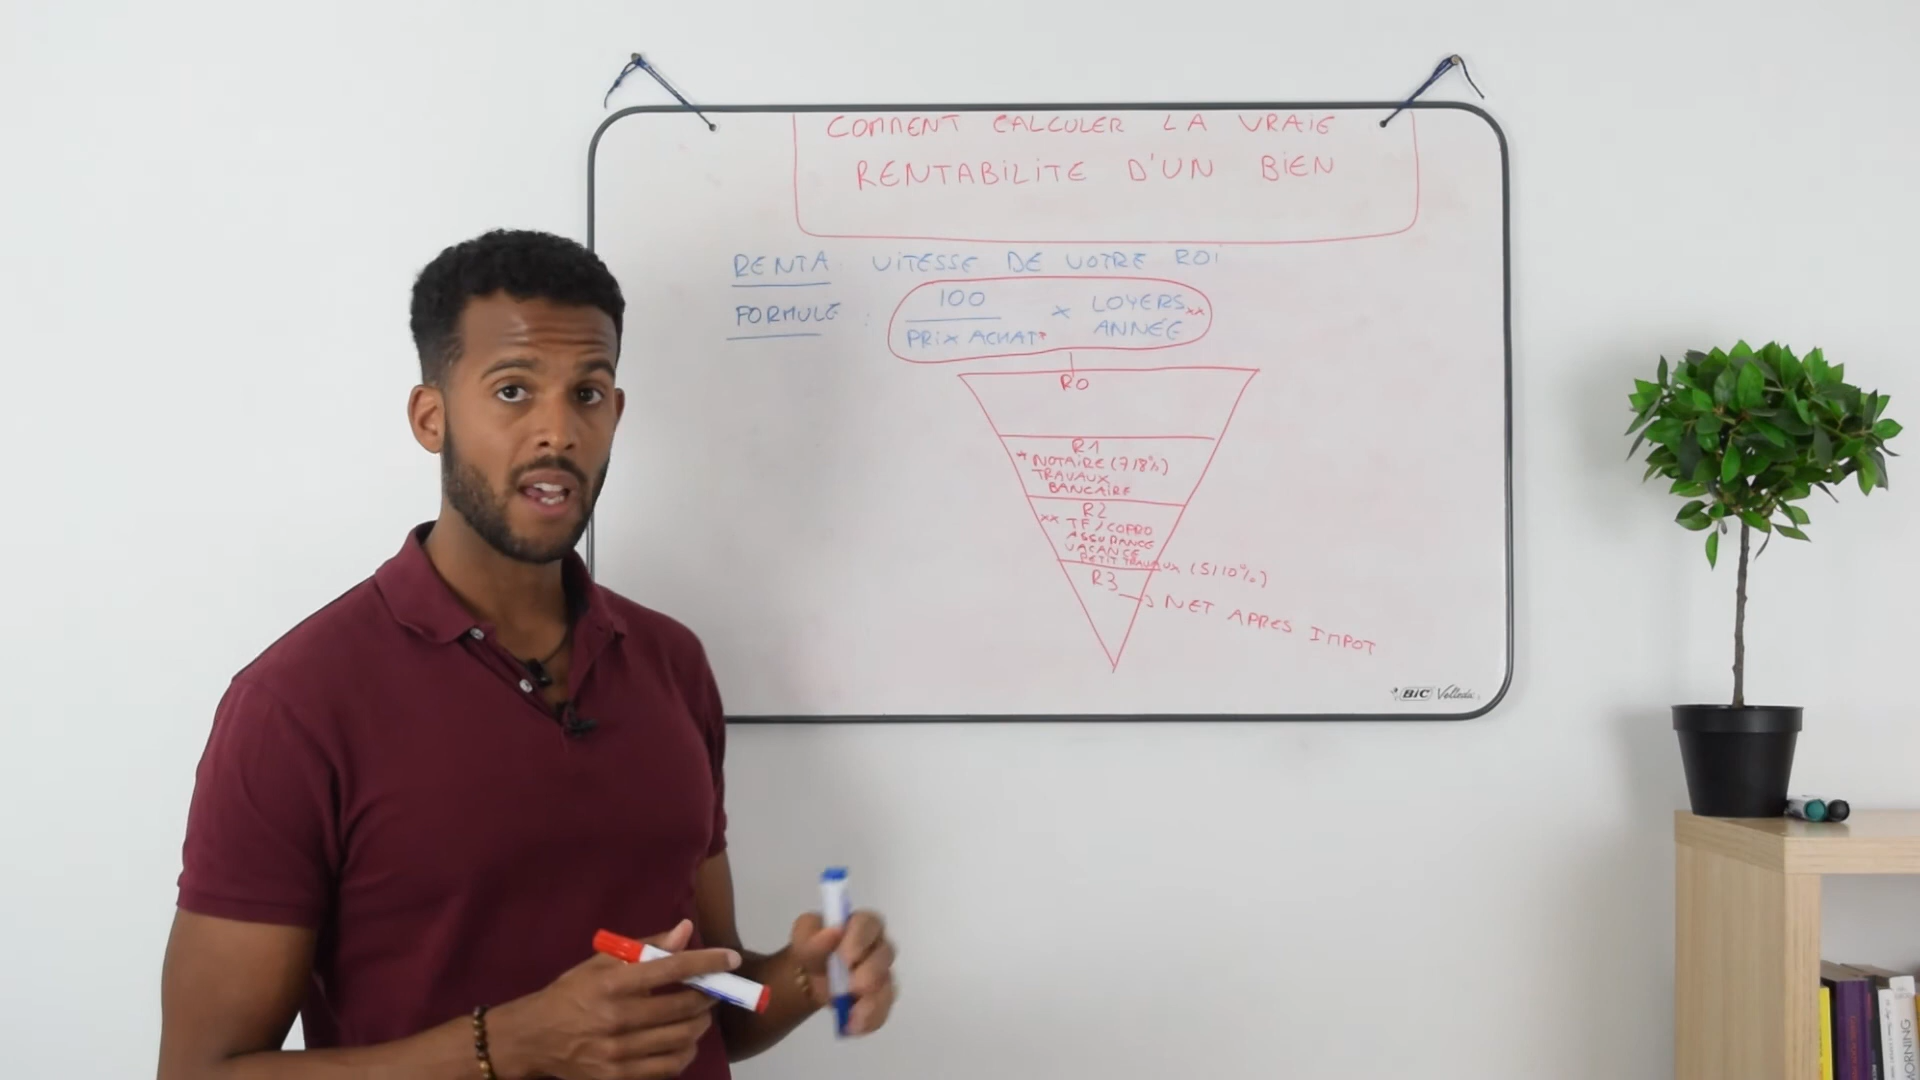 COMMENT CALCULER LA VRAIE
RENTABILITE D'UN BIEN
RENTA VITESSE DE VOTRE ROI
FORMULE : 100 / PRIX ACHAT* x LOYERS** ANNÉE
R0
R1
* NOTAIRE (7/8%)
TRAVAUX
BANCAIRE
R2
** TF / COPRO
ASSURANCE
VACANCE
PETIT TRAVAUX (5/10%)
R3
NET APRES IMPOT
BIC Velleda
MORNING